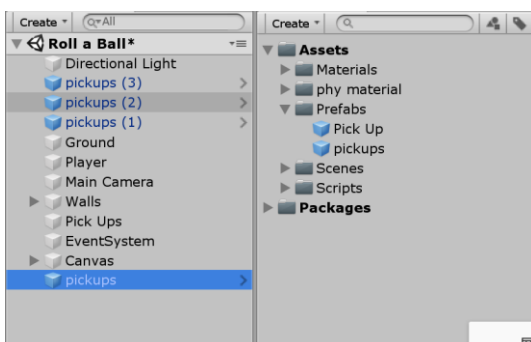 Create
All
Roll a Ball*
Directional Light
pickups (3)
pickups (2)
pickups (1)
Ground
Player
Main Camera
Walls
Pick Ups
EventSystem
Canvas
pickups
Create
Assets
Materials
phy material
Prefabs
Pick Up
pickups
Scenes
Scripts
Packages